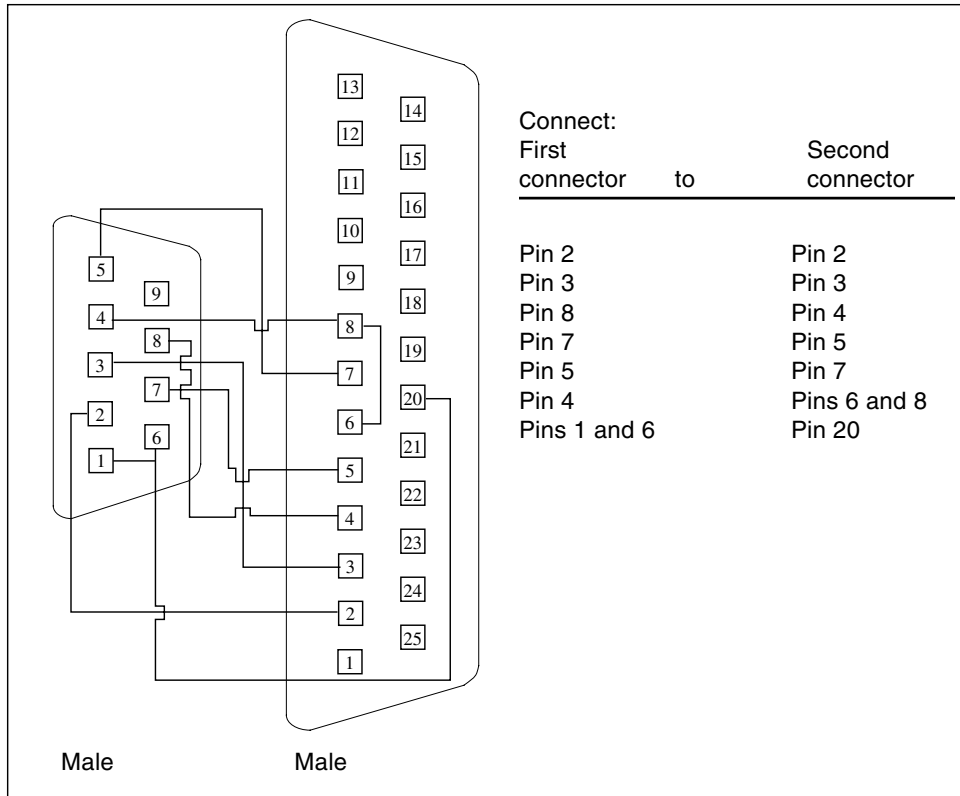 13
14
12
15
11
16
10
17
9
18
8
19
7
20
6
21
5
22
4
23
3
24
2
25
1
5
9
4
8
3
7
2
6
1
Male
Male
Connect:
First Second
connector to connector
Pin 2 Pin 2
Pin 3 Pin 3
Pin 8 Pin 4
Pin 7 Pin 5
Pin 5 Pin 7
Pin 4 Pins 6 and 8
Pins 1 and 6 Pin 20